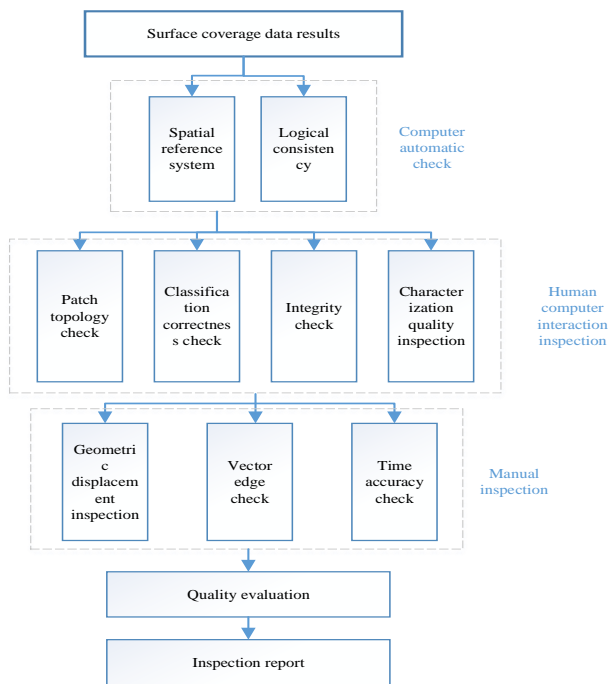 Surface coverage data results
Spatial
reference
system
Logical
consisten
cy
Computer
automatic
check
Patch
topology
check
Classifica
tion
correctnes
s check
Integrity
check
Character
ization
quality
inspection
Human
computer
interaction
inspection
Geometri
c
displacem
ent
inspection
Vector
edge
check
Time
accuracy
check
Manual
inspection
Quality evaluation
Inspection report